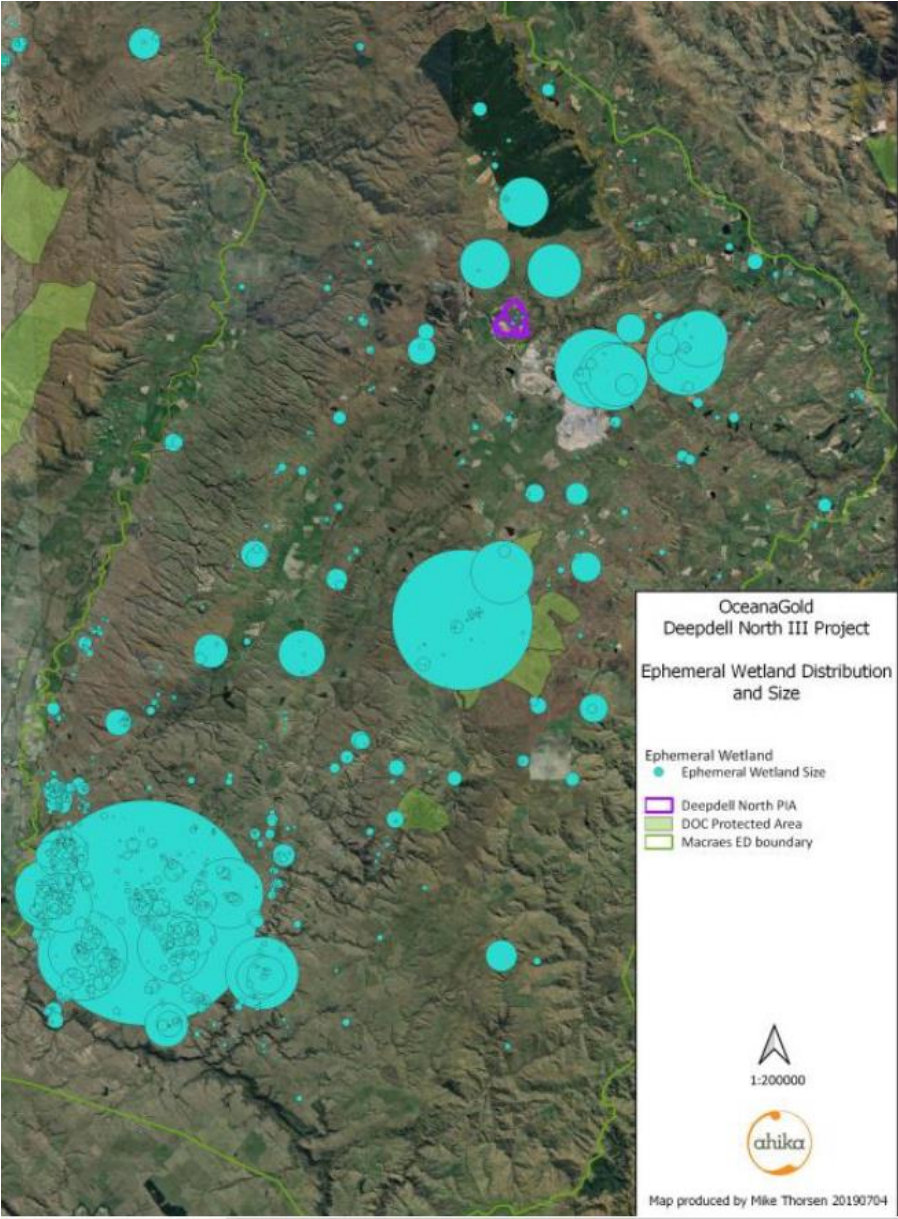 OceanaGold
Deepdell North III Project
Ephemeral Wetland Distribution
and Size
Ephemeral Wetland
Ephemeral Wetland Size
Deepdell North PIA
DOC Protected Area
Macraes ED boundary
1:200000
ahika
Map produced by Mike Thorsen 20190704